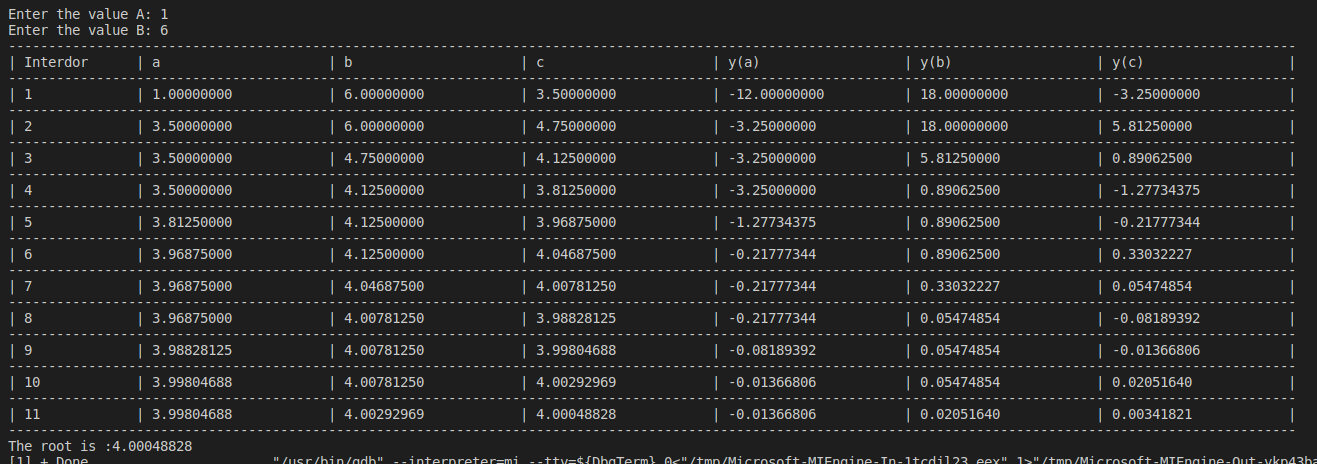 Enter the value A: 1
Enter the value B: 6
| Interdor | a | b | c | y(a) | y(b) | y(c) |
| 1 | 1.00000000 | 6.00000000 | 3.50000000 | -12.00000000 | 18.00000000 | -3.25000000 |
| 2 | 3.50000000 | 6.00000000 | 4.75000000 | -3.25000000 | 18.00000000 | 5.81250000 |
| 3 | 3.50000000 | 4.75000000 | 4.12500000 | -3.25000000 | 5.81250000 | 0.89062500 |
| 4 | 3.50000000 | 4.12500000 | 3.81250000 | -3.25000000 | 0.89062500 | -1.27734375 |
| 5 | 3.81250000 | 4.12500000 | 3.96875000 | -1.27734375 | 0.89062500 | -0.21777344 |
| 6 | 3.96875000 | 4.12500000 | 4.04687500 | -0.21777344 | 0.89062500 | 0.33032227 |
| 7 | 3.96875000 | 4.04687500 | 4.00781250 | -0.21777344 | 0.33032227 | 0.05474854 |
| 8 | 3.96875000 | 4.00781250 | 3.98828125 | -0.21777344 | 0.05474854 | -0.08189392 |
| 9 | 3.98828125 | 4.00781250 | 3.99804688 | -0.08189392 | 0.05474854 | -0.01366806 |
| 10 | 3.99804688 | 4.00781250 | 4.00292969 | -0.01366806 | 0.05474854 | 0.02051640 |
| 11 | 3.99804688 | 4.00292969 | 4.00048828 | -0.01366806 | 0.02051640 | 0.00341821 |
The root is :4.00048828
[1] + Done "/usr/bin/gdb" --interpreter=mi --tty=${DbgTerm} 0<"/tmp/Microsoft-MIEngine-In-1tcdil23.eex" 1>"/tmp/Microsoft-MIEngine-Out-